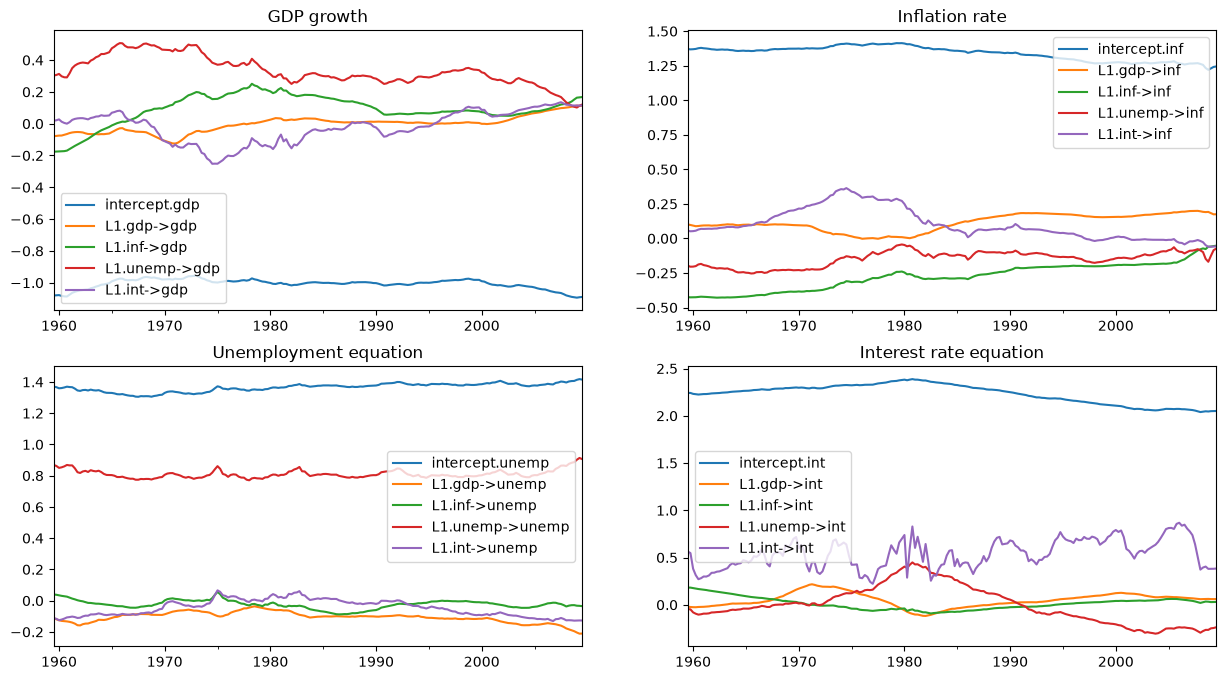 GDP growth
0.4
0.2
0.0
−0.2
−0.4
−0.6
−0.8
−1.0
intercept.gdp
L1.gdp->gdp
L1.inf->gdp
L1.unemp->gdp
L1.int->gdp
1960 1970 1980 1990 2000
Inflation rate
1.50
1.25
1.00
0.75
0.50
0.25
0.00
−0.25
−0.50
intercept.inf
L1.gdp->inf
L1.inf->inf
L1.unemp->inf
L1.int->inf
1960 1970 1980 1990 2000
Unemployment equation
1.4
1.2
1.0
0.8
0.6
0.4
0.2
0.0
−0.2
intercept.unemp
L1.gdp->unemp
L1.inf->unemp
L1.unemp->unemp
L1.int->unemp
1960 1970 1980 1990 2000
Interest rate equation
2.5
2.0
1.5
1.0
0.5
0.0
intercept.int
L1.gdp->int
L1.inf->int
L1.unemp->int
L1.int->int
1960 1970 1980 1990 2000